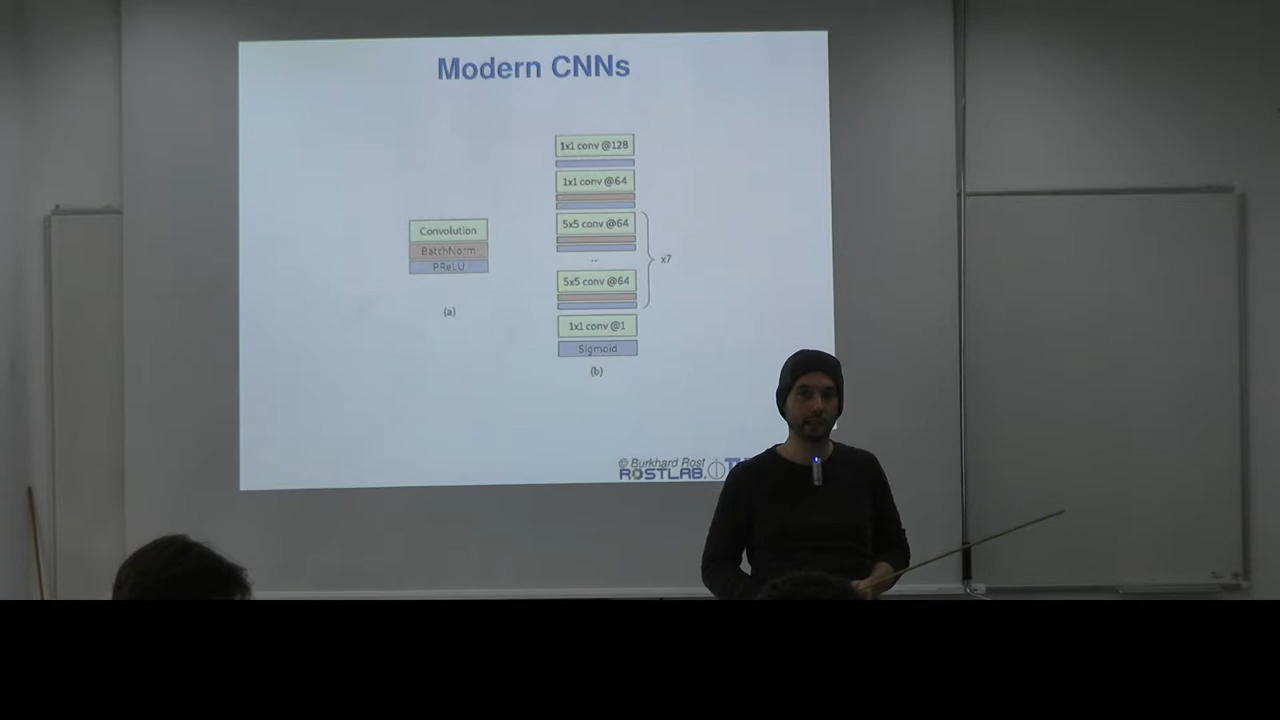 Modern CNNs
Convolution
BatchNorm
PReLU
(a)
1x1 conv @128
1x1 conv @64
5x5 conv @64
...
5x5 conv @64
x7
1x1 conv @1
Sigmoid
(b)
© Burkhard Rost
ROSTLAB.